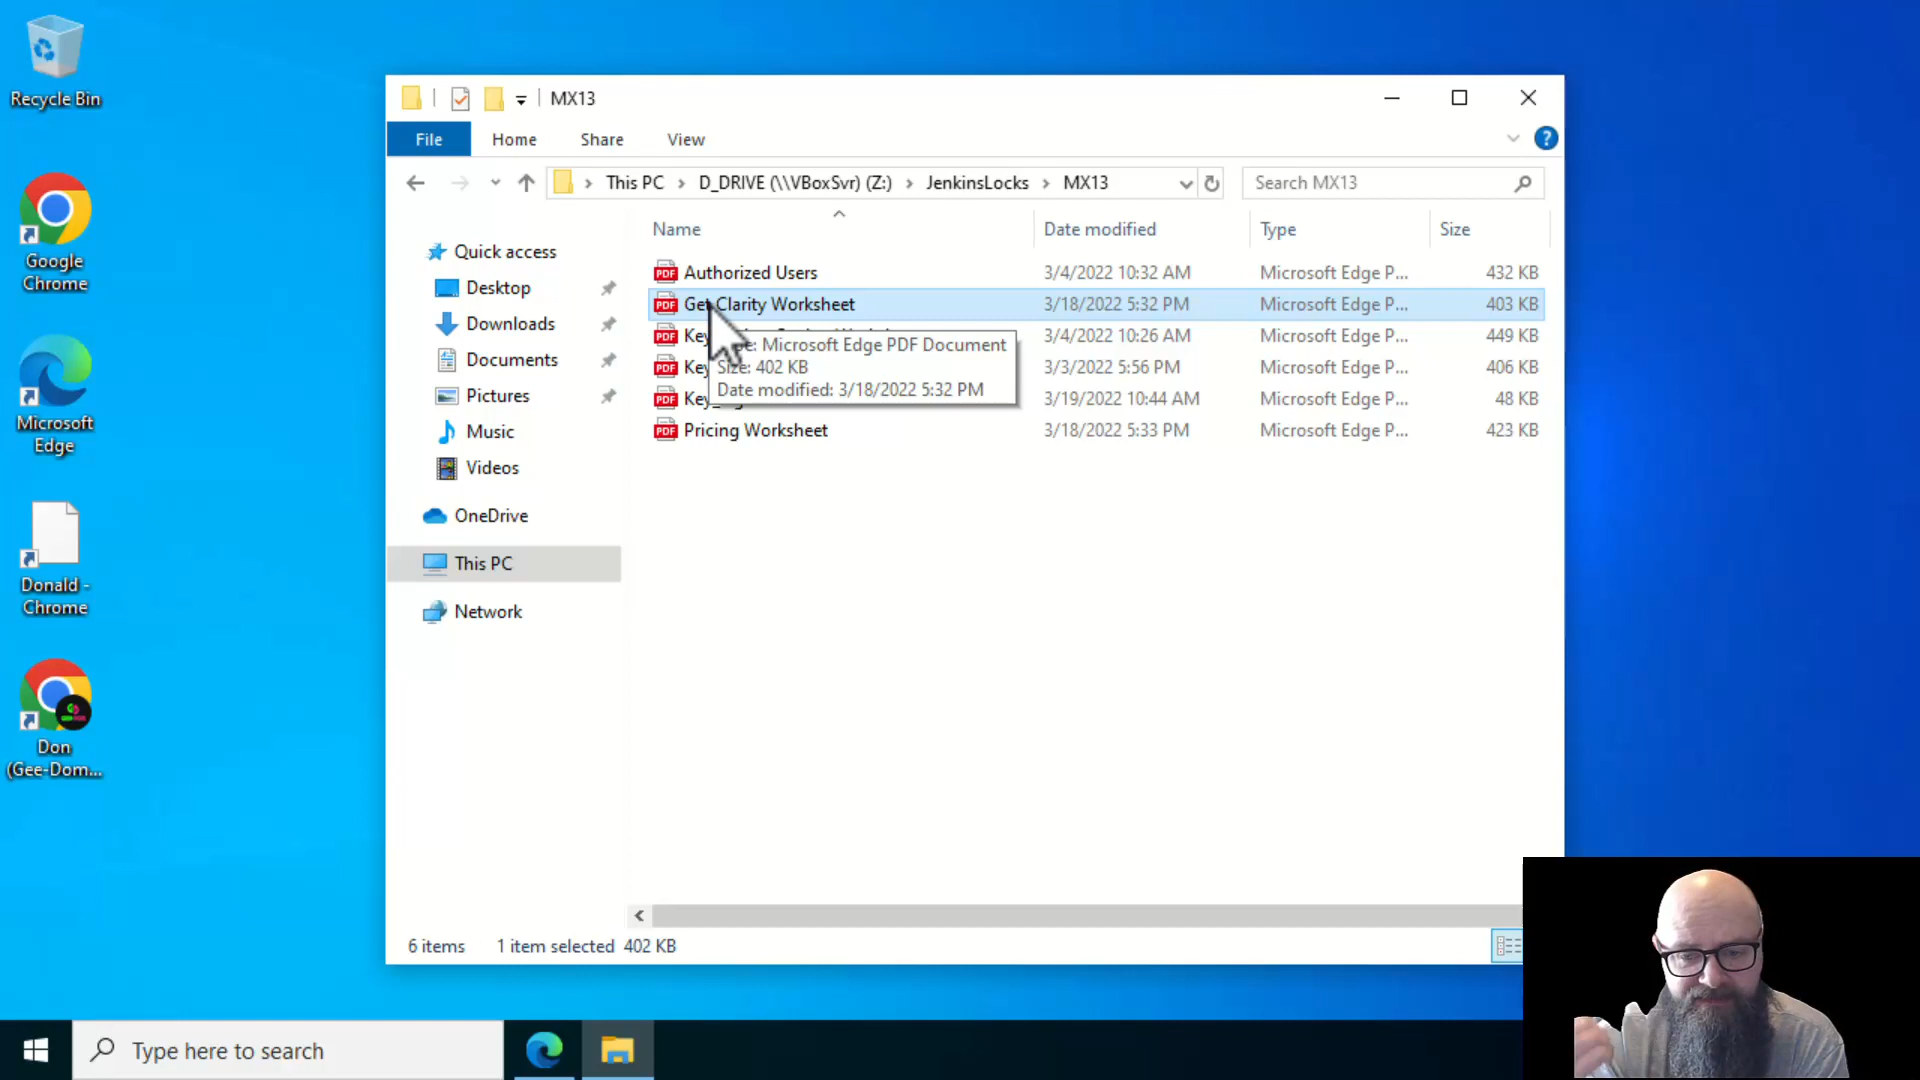 Recycle Bin
Google
Chrome
Microsoft
Edge
Donald -
Chrome
Don
(Gee-Dom...
MX13
File Home Share View
This PC D_DRIVE (\\VBoxSvr) (Z:) JenkinsLocks MX13
Search MX13
Quick access
Desktop
Downloads
Documents
Pictures
Music
Videos
OneDrive
This PC
Network
Name Date modified Type Size
PDF Authorized Users 3/4/2022 10:32 AM Microsoft Edge P... 432 KB
PDF Get Clarity Worksheet 3/18/2022 5:32 PM Microsoft Edge P... 403 KB
PDF Key 3/4/2022 10:26 AM Microsoft Edge P... 449 KB
PDF Key 3/3/2022 5:56 PM Microsoft Edge P... 406 KB
PDF Key 3/19/2022 10:44 AM Microsoft Edge P... 48 KB
PDF Pricing Worksheet 3/18/2022 5:33 PM Microsoft Edge P... 423 KB
Microsoft Edge PDF Document
Size: 402 KB
Date modified: 3/18/2022 5:32 PM
6 items 1 item selected 402 KB
Type here to search